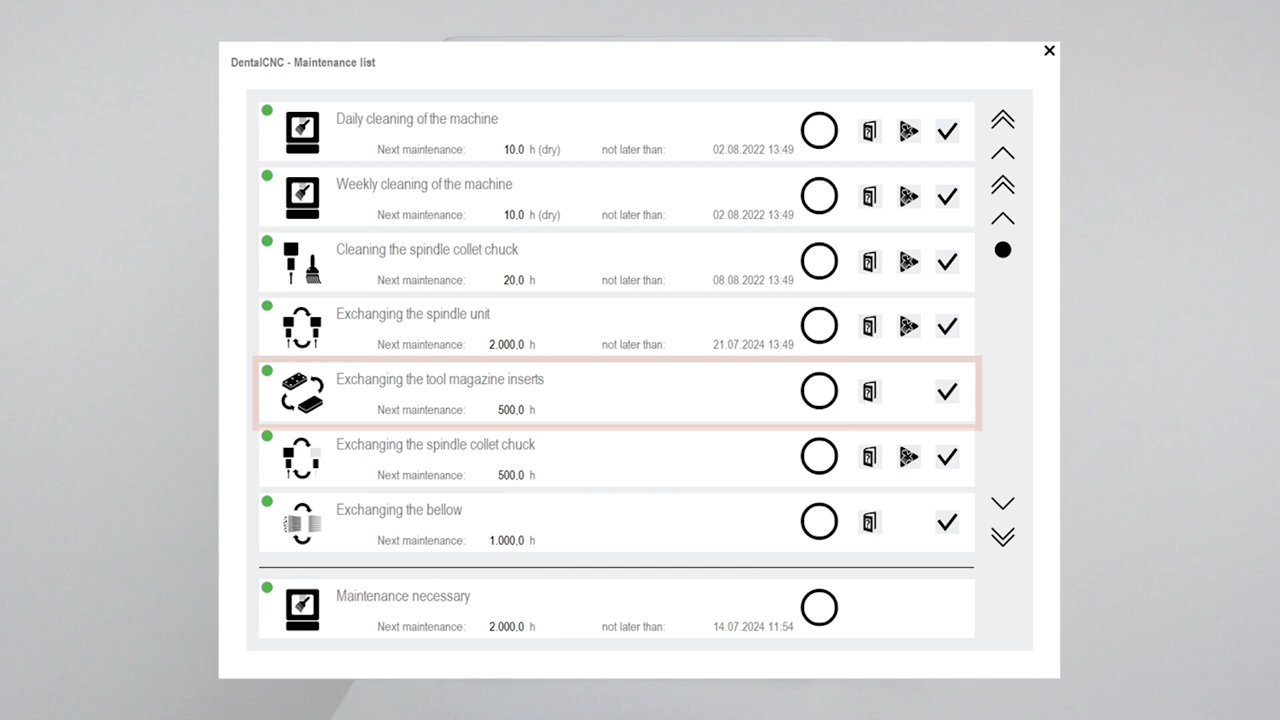 DentalCNC - Maintenance list
Daily cleaning of the machine
Next maintenance: 10.0 h (dry) not later than: 02.08.2022 13:49
Weekly cleaning of the machine
Next maintenance: 10.0 h (dry) not later than: 02.08.2022 13:49
Cleaning the spindle collet chuck
Next maintenance: 20.0 h not later than: 08.08.2022 13:49
Exchanging the spindle unit
Next maintenance: 2.000.0 h not later than: 21.07.2024 13:49
Exchanging the tool magazine inserts
Next maintenance: 500.0 h
Exchanging the spindle collet chuck
Next maintenance: 500.0 h
Exchanging the bellow
Next maintenance: 1.000.0 h
Maintenance necessary
Next maintenance: 2.000.0 h not later than: 14.07.2024 11:54